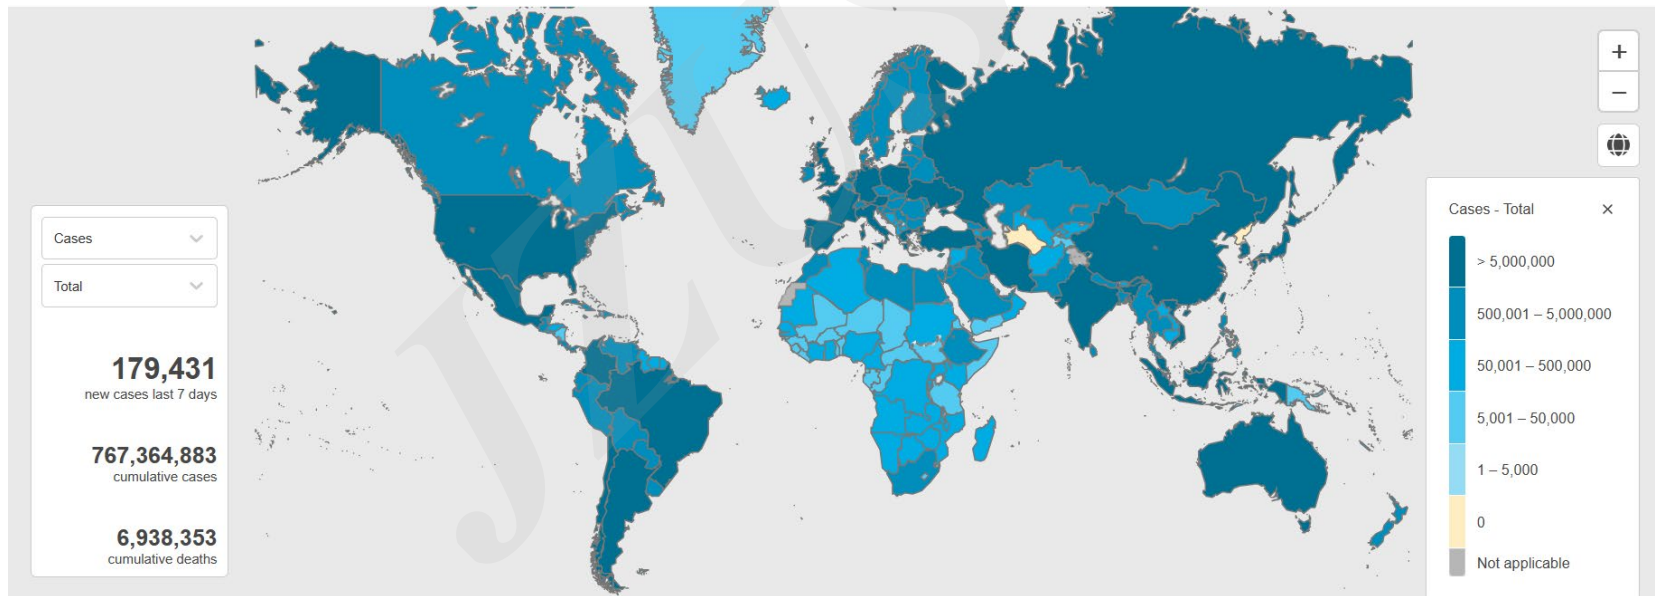 Cases
Total
179,431
new cases last 7 days
767,364,883
cumulative cases
6,938,353
cumulative deaths
+
−
Cases - Total ×
> 5,000,000
500,001 – 5,000,000
50,001 – 500,000
5,001 – 50,000
1 – 5,000
0
Not applicable